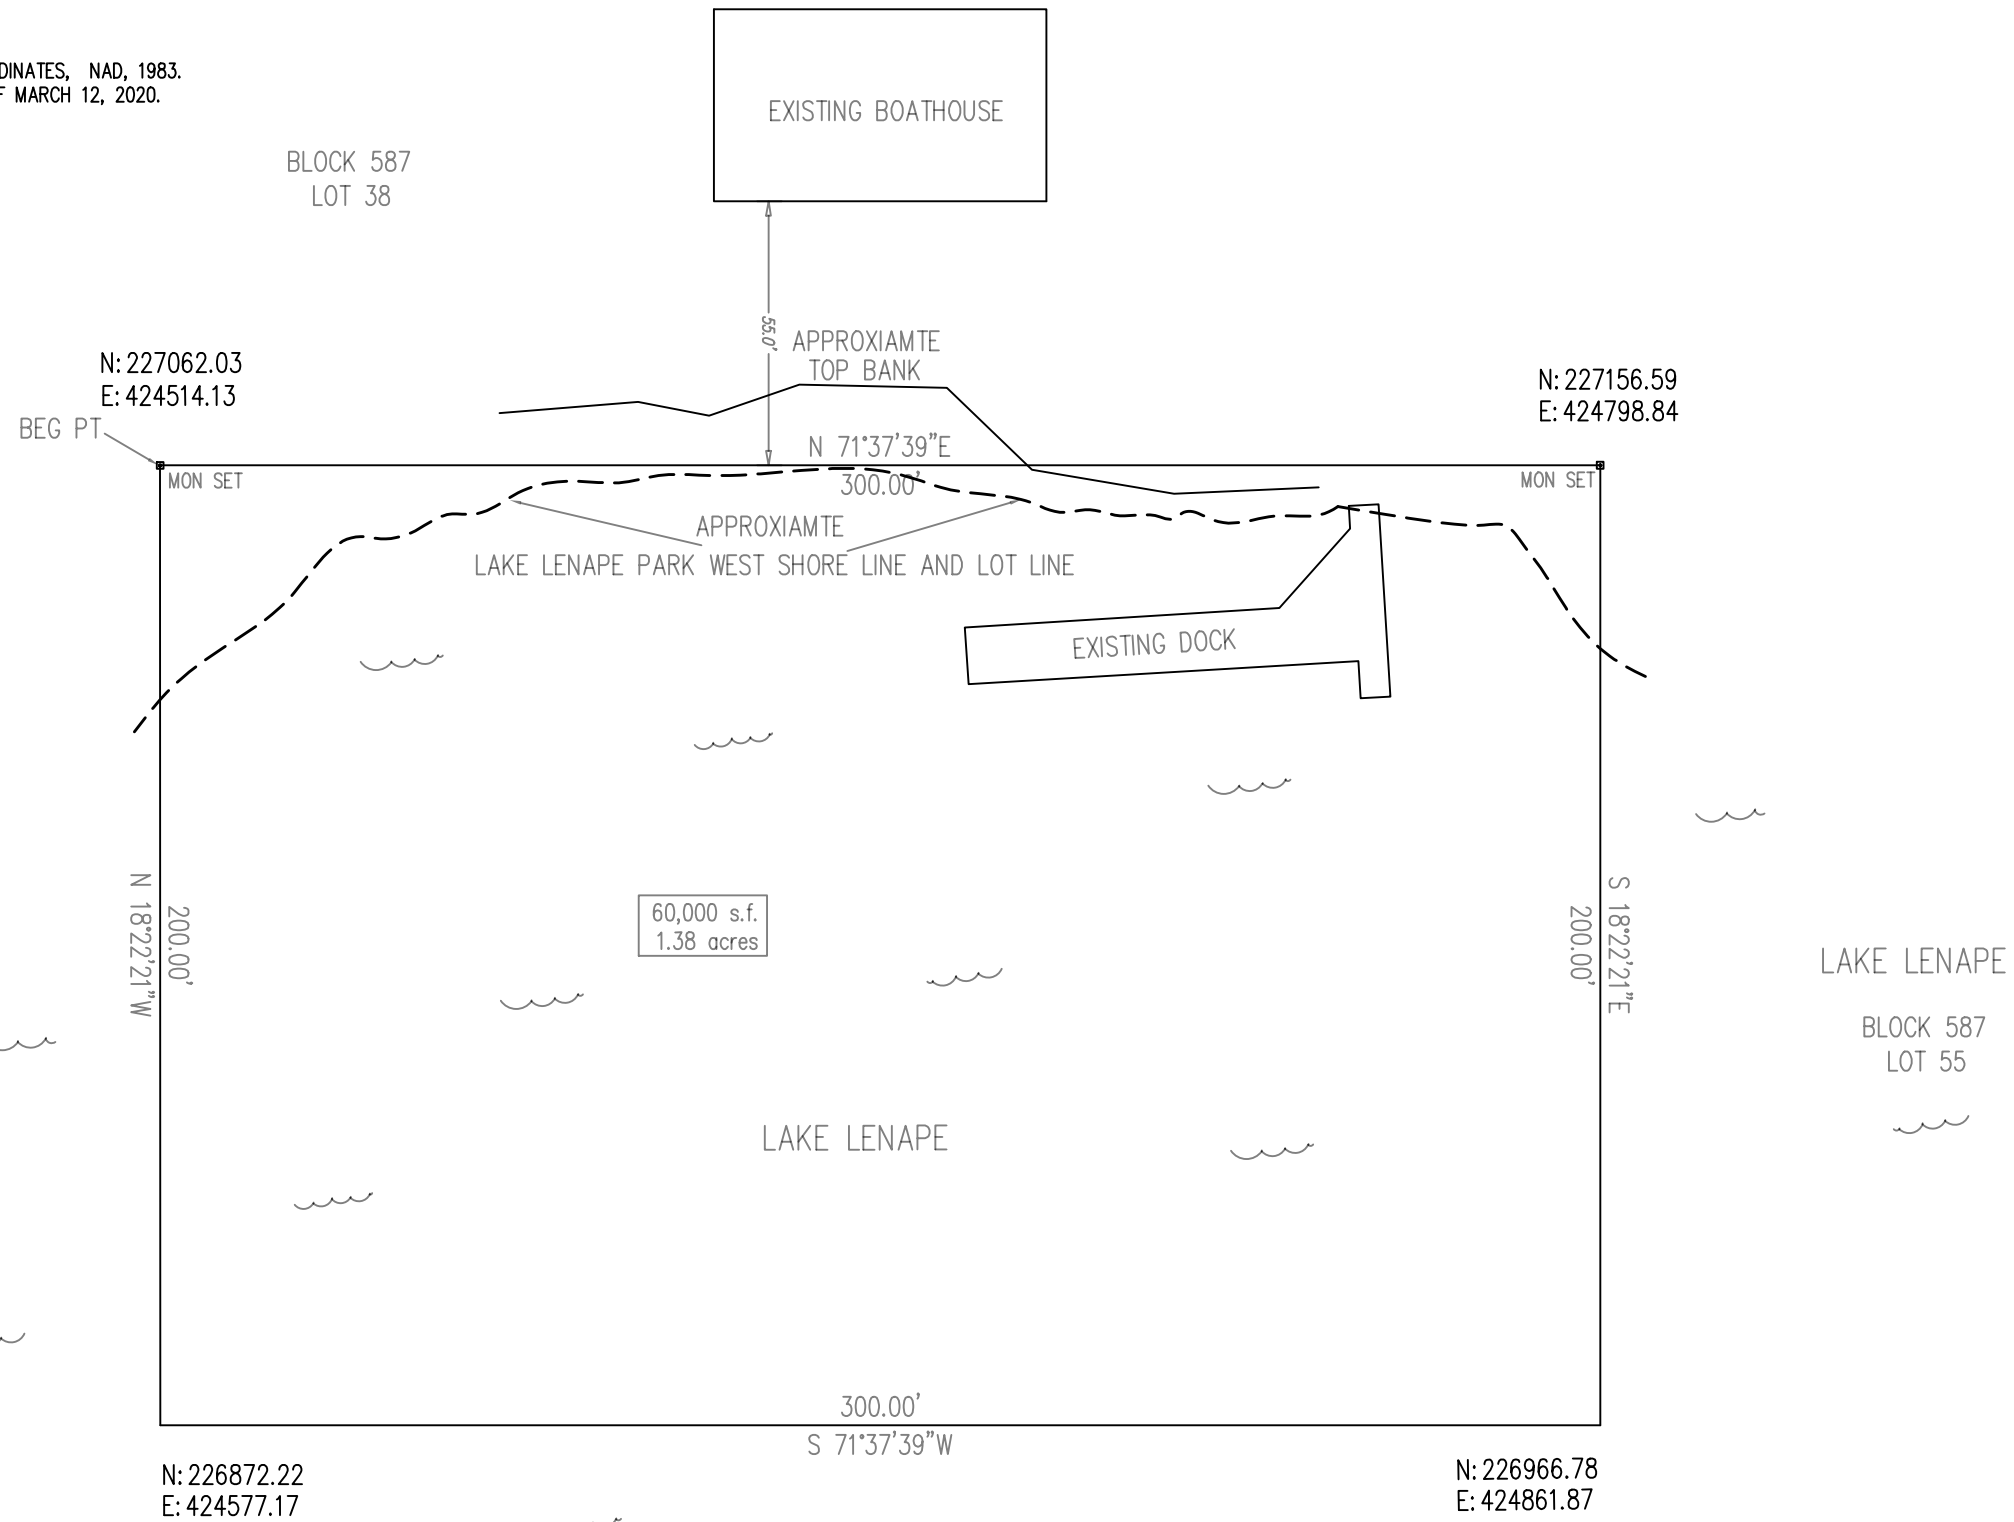 DINATES, NAD, 1983.
F MARCH 12, 2020.
EXISTING BOATHOUSE
BLOCK 587
LOT 38
55.0'
APPROXIAMTE
TOP BANK
N: 227062.03
E: 424514.13
N: 227156.59
E: 424798.84
BEG PT
N 71°37'39"E
300.00'
MON SET
MON SET
APPROXIAMTE
LAKE LENAPE PARK WEST SHORE LINE AND LOT LINE
EXISTING DOCK
N 18°22'21"W
200.00'
60,000 s.f.
1.38 acres
200.00'
S 18°22'21"E
LAKE LENAPE
BLOCK 587
LOT 55
LAKE LENAPE
300.00'
S 71°37'39"W
N: 226872.22
E: 424577.17
N: 226966.78
E: 424861.87